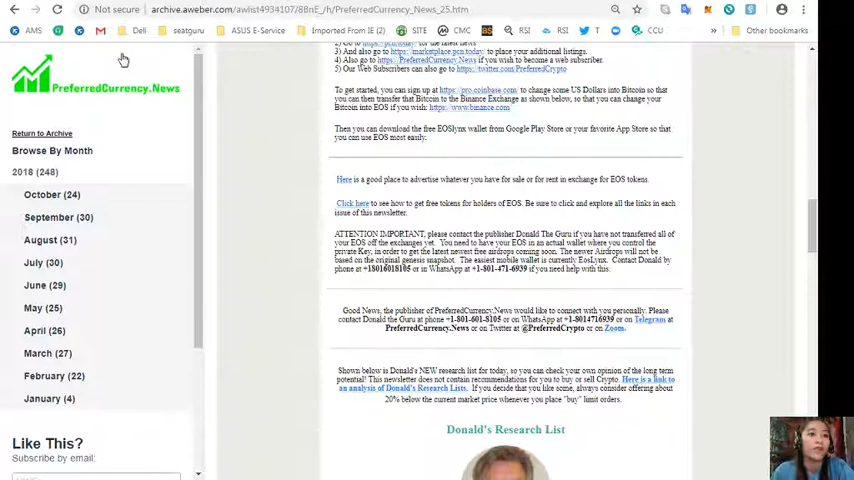 Not secure | archive.aweber.com/awlist4934107/88nE_/h/PreferredCurrency_News_25.htm
AMS
Dell
seatguru
ASUS E-Service
Imported From IE (2)
SITW
CMC
RSI
RSI
T
CCU
Other bookmarks
PreferredCurrency.News
Return to Archive
Browse By Month
2018 (248)
October (24)
September (30)
August (31)
July (30)
June (29)
May (28)
April (26)
March (27)
February (22)
January (4)
Like This?
Subscribe by email:
3) And also go to https://marketplace.pcn.today/ to place your additional listings.
4) Also go to https://PreferredCurrency.News if you wish to become a web subscriber.
5) Our Web Subscribers can also go to https://twitter.com/PreferredCrypto
To get started, you can sign up at https://pro.coinbase.com/ to change some US Dollars into Bitcoin so
that you can then transfer that Bitcoin to the Binance Exchange as shown below, so that you can change your
Bitcoin into EOS if you wish: https://www.binance.com/
Then you can download the free EOSlynx wallet from Google Play Store or your favorite App Store so that
you can use EOS most easily.
Here is a good place to advertise whatever you have for sale or for rent in exchange for EOS tokens.
Click here to see how to get free tokens for holders of EOS. Be sure to click and explore all the links in each
issue of this newsletter.
ATTENTION IMPORTANT, please contact the publisher Donald The Guru if you have not transferred all of
your EOS off the exchanges yet. You need to have your EOS in an actual wallet where you control the
private Key, in order to get the latest newest free airdrops coming soon. The newer Airdrops will not be
based on the original genesis snapshot. The easiest mobile wallet is currently EosLynx. Contact Donald by
phone at +18016018105 or in WhatsApp at +1-801-471-6939 if you need help with this.
Good News, the publisher of PreferredCurrency.News would like to connect with you personally. Please
contact Donald the Guru at phone +1-801-601-8105 or on WhatsApp at +1-8014716939 or on Telegram at
PreferredCurrency.News or on Twitter at @PreferredCrypto or on Zoom.
Shown below is Donald's NEW research list for today, so you can check your own opinion of the long term
potential! This newsletter does not contain recommendations for you to buy or sell Crypto. Here is a link to
an analysis of Donald's Research Lists. If you decide that you like some, always consider offering about
20% below the current market price whenever you place "buy" limit orders.
Donald's Research List